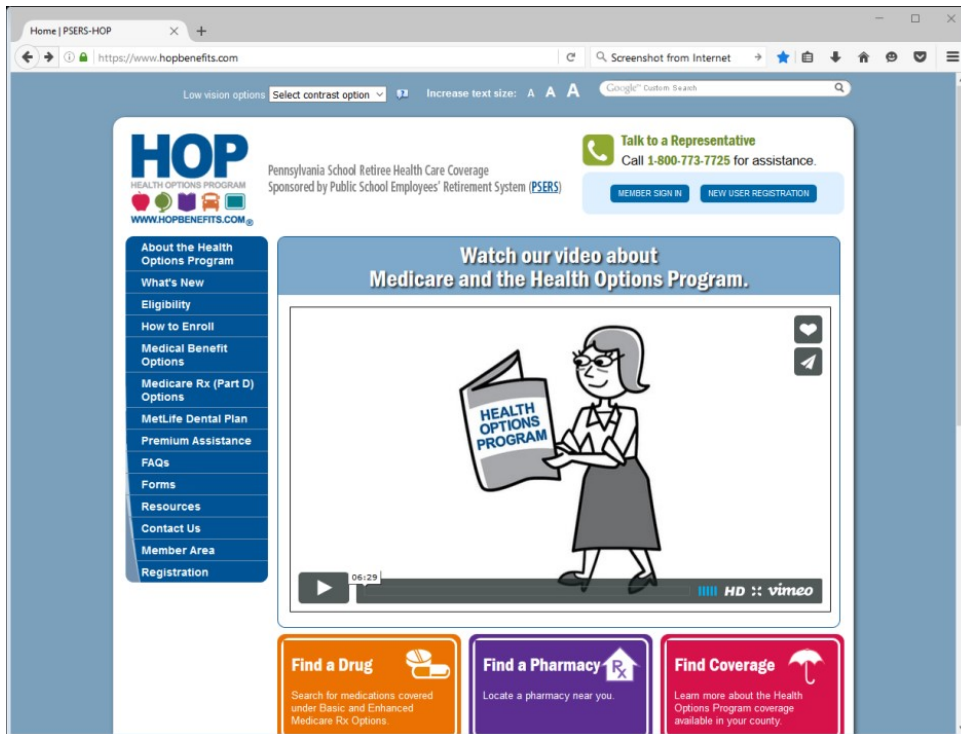 Home | PSERS-HOP
https://www.hopbenefits.com
Screenshot from Internet
Low vision options
Select contrast option
Increase text size: A A A
Google™ Custom Search
HOP
HEALTH OPTIONS PROGRAM
WWW.HOPBENEFITS.COM®
Pennsylvania School Retiree Health Care Coverage
Sponsored by Public School Employees' Retirement System (PSERS)
Talk to a Representative
Call 1-800-773-7725 for assistance.
MEMBER SIGN IN
NEW USER REGISTRATION
About the Health
Options Program
What's New
Eligibility
How to Enroll
Medical Benefit
Options
Medicare Rx (Part D)
Options
MetLife Dental Plan
Premium Assistance
FAQs
Forms
Resources
Contact Us
Member Area
Registration
Watch our video about
Medicare and the Health Options Program.
HEALTH
OPTIONS
PROGRAM
06:29
HD
vimeo
Find a Drug
Search for medications covered
under Basic and Enhanced
Medicare Rx Options.
Find a Pharmacy
Rx
Locate a pharmacy near you.
Find Coverage
Learn more about the Health
Options Program coverage
available in your county.